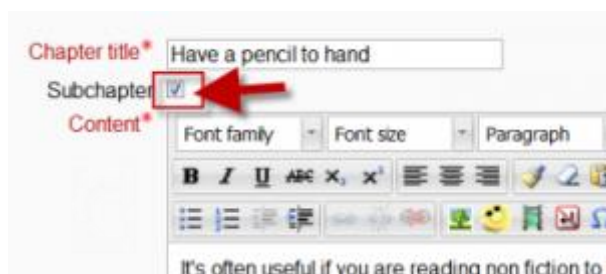 Chapter title* Have a pencil to hand
Subchapter
Content*
Font family Font size Paragraph
B I U ABC X₂ X²
It's often useful if you are reading non fiction to